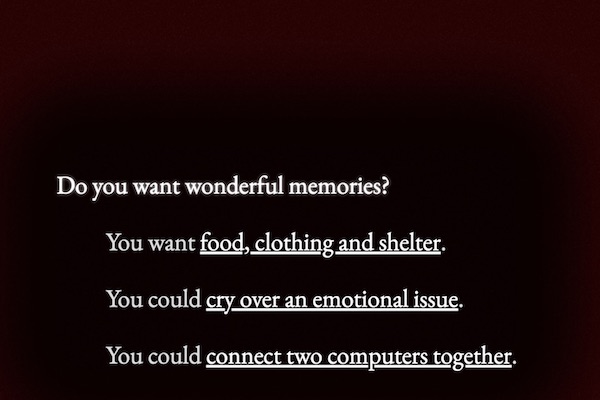 Do you want wonderful memories?
You want food, clothing and shelter.
You could cry over an emotional issue.
You could connect two computers together.